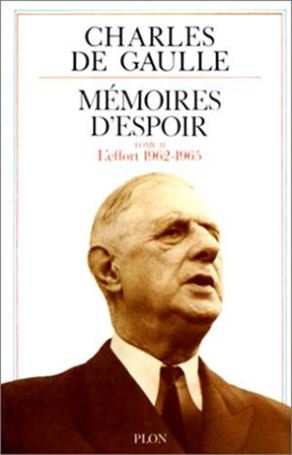 CHARLES
DE GAULLE
MÉMOIRES
D'ESPOIR
TOME II
L'effort 1962-1965
PLON